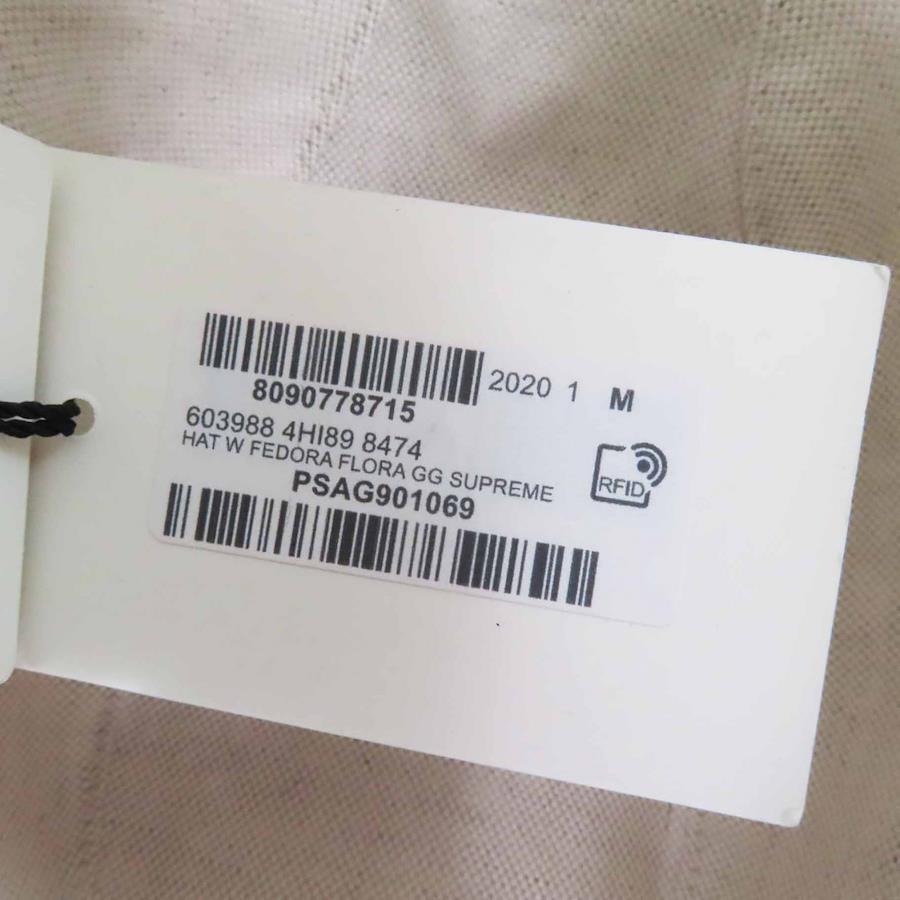 2020 1 M
8090778715
603988 4HI89 8474
HAT W FEDORA FLORA GG SUPREME
PSAG901069
RFID